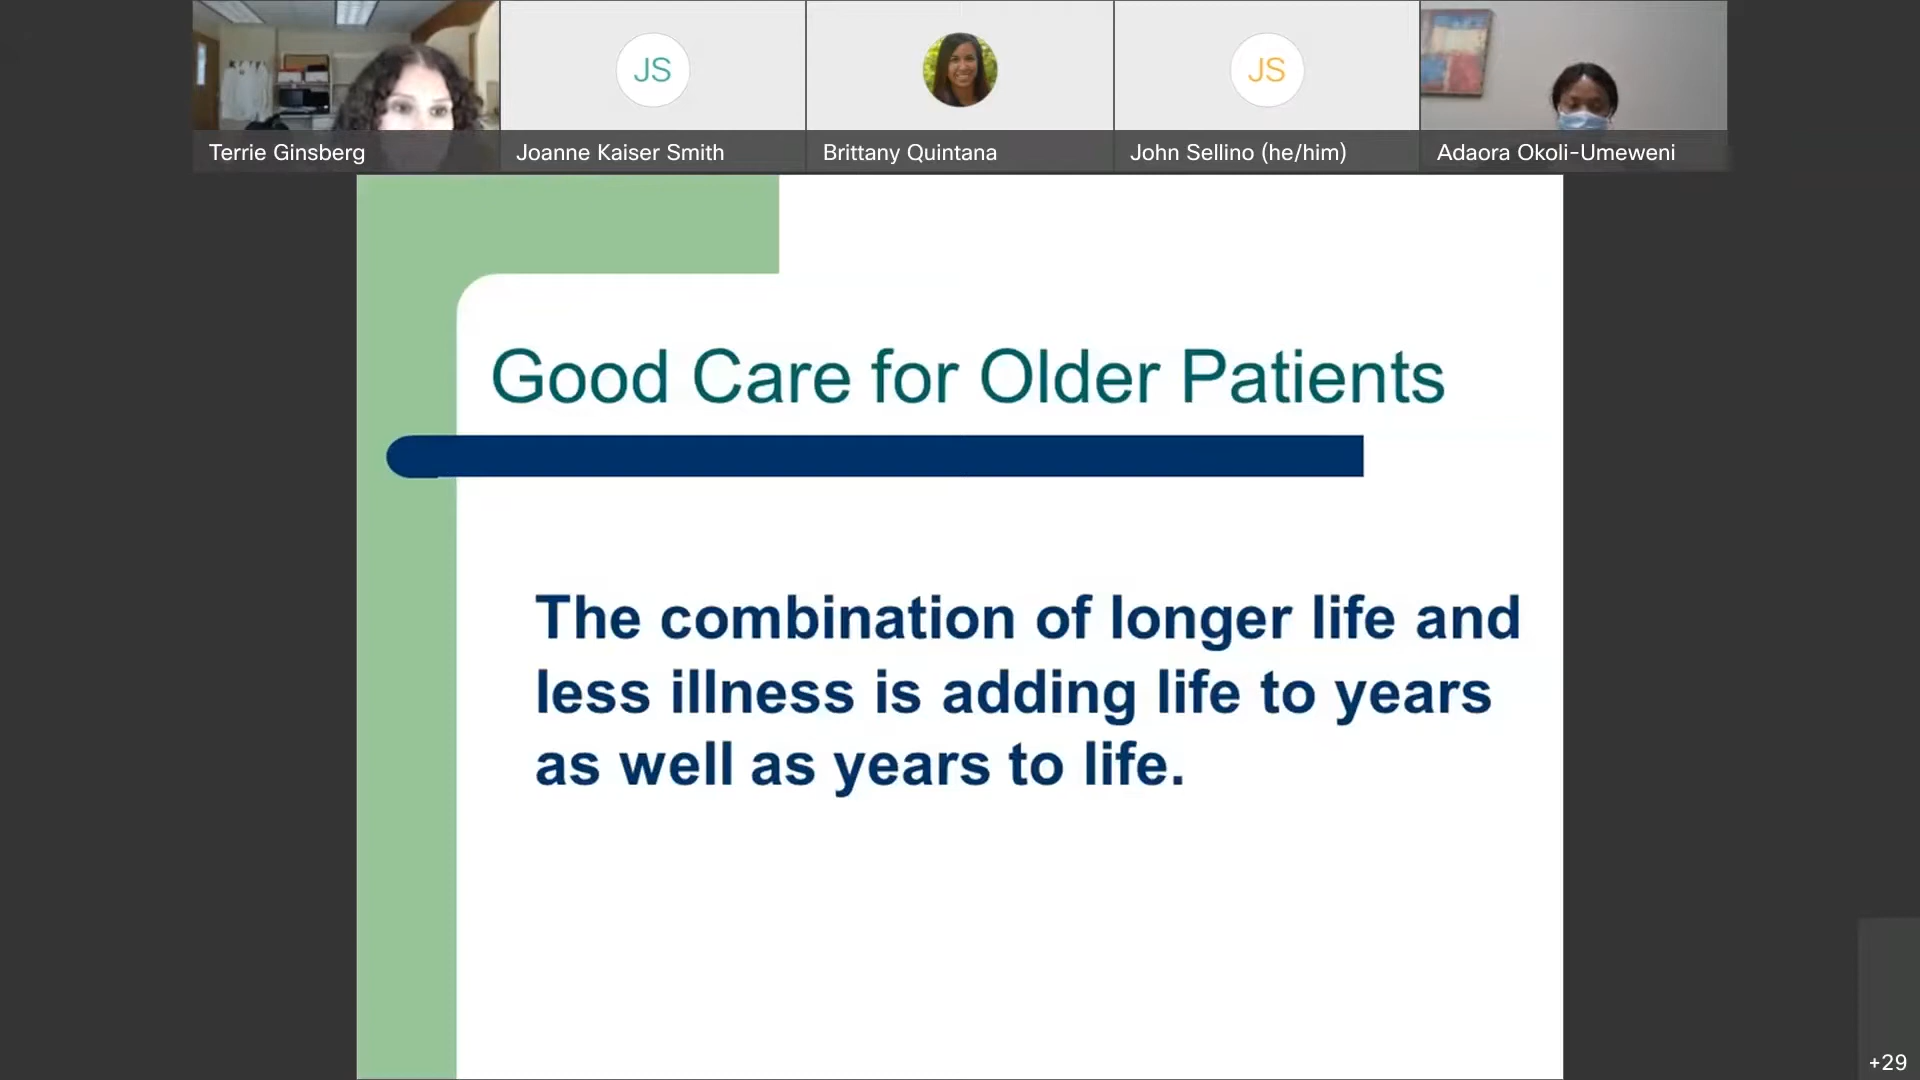 Terrie Ginsberg
JS
Joanne Kaiser Smith
Brittany Quintana
JS
John Sellino (he/him)
Adaora Okoli-Umeweni
Good Care for Older Patients
The combination of longer life and
less illness is adding life to years
as well as years to life.
+29